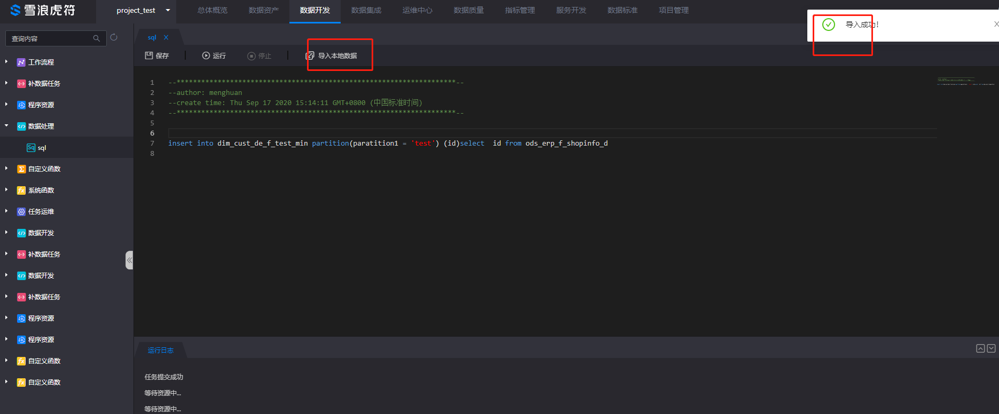 雪浪虎符
project_test
总体概览 数据资产 数据开发 数据集成 运维中心 数据质量 指标管理 服务开发 数据标准 项目管理
导入成功!
查询内容
工作流程
补数据任务
程序资源
数据处理
Sq sql
自定义函数
系统函数
任务运维
数据开发
补数据任务
数据开发
补数据任务
程序资源
程序资源
自定义函数
自定义函数
sql X
保存 运行 停止 导入本地数据
1 --********************************************************************--
2 --author: menghuan
3 --create time: Thu Sep 17 2020 15:14:11 GMT+0800 (中国标准时间)
4 --********************************************************************--
5
6
7 insert into dim_cust_de_f_test_min partition(paratition1 = 'test') (id)select  id from ods_erp_f_shopinfo_d
8
运行日志
任务提交成功
等待资源中...
等待资源中...